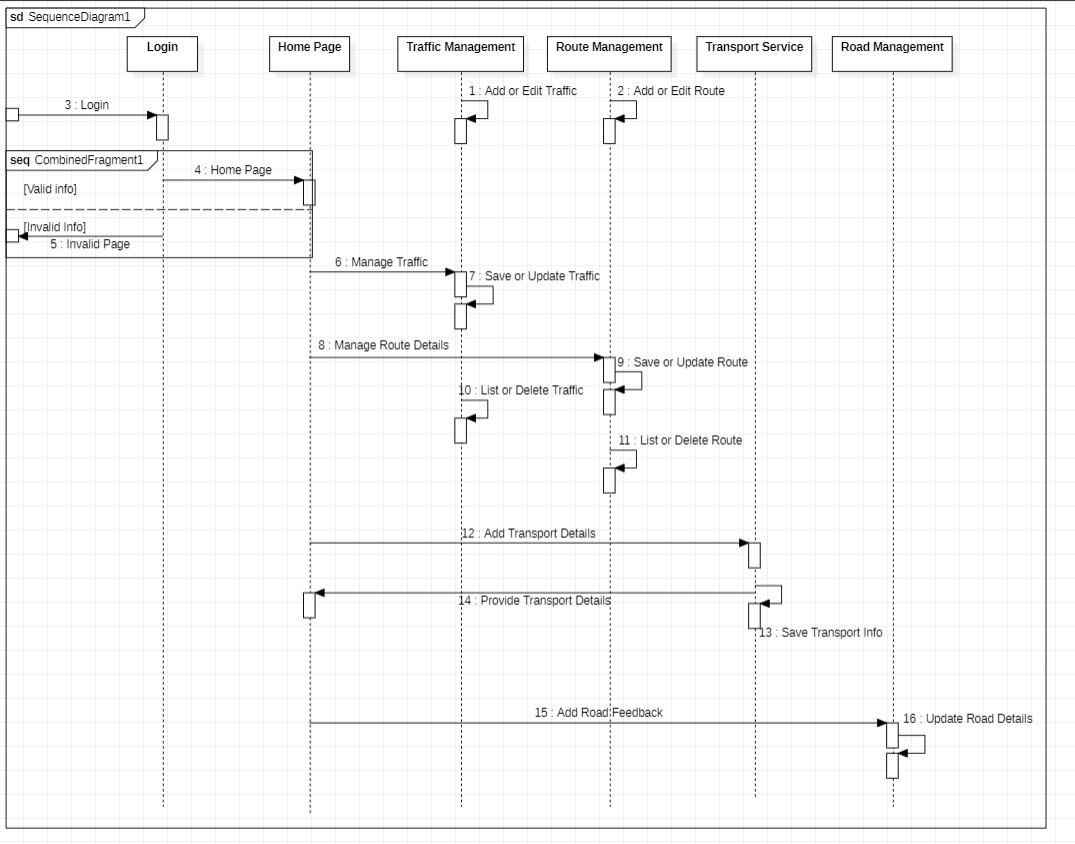 sd SequenceDiagram1
Login
Home Page
Traffic Management
Route Management
Transport Service
Road Management
1 : Add or Edit Traffic
2 : Add or Edit Route
3 : Login
seq CombinedFragment1
4 : Home Page
[Valid info]
[Invalid Info]
5 : Invalid Page
6 : Manage Traffic
7 : Save or Update Traffic
8 : Manage Route Details
9 : Save or Update Route
10 : List or Delete Traffic
11 : List or Delete Route
12 : Add Transport Details
14 : Provide Transport Details
13 : Save Transport Info
15 : Add Road Feedback
16 : Update Road Details